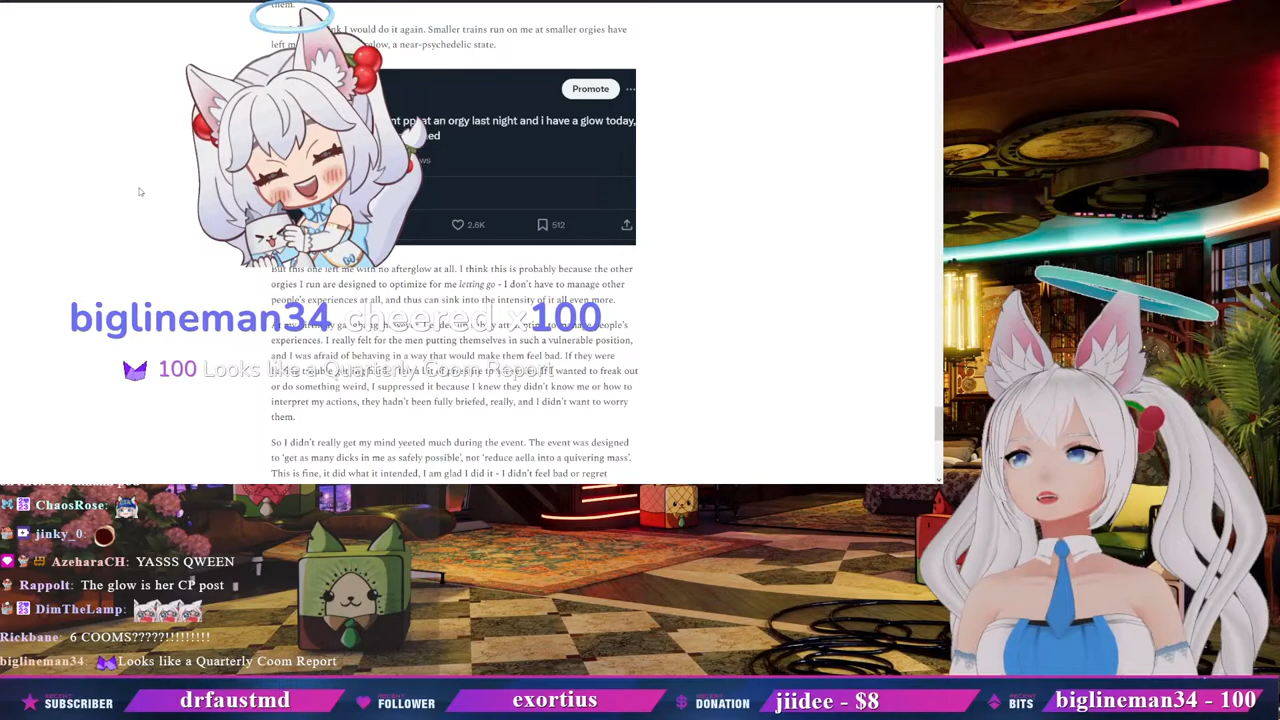 them.
I would do it again. Smaller trains run on me at smaller orgies have
left m glow, a near-psychedelic state.
Promote
at an orgy last night and i have a glow today,
2.6K 512
But this one left me with no afterglow at all. I think this is probably because the other
orgies I run are designed to optimize for me letting go - I don't have to manage other
people's experiences at all, and thus can sink into the intensity of it all even more.
biglineman34 cheered x100
people's
experiences. I really felt for the men putting themselves in such a vulnerable position,
and I was afraid of behaving in a way that would make them feel bad. If they were
100 Looks like a Quarterly Coom Report
wanted to freak out
or do something weird, I suppressed it because I knew they didn't know me or how to
interpret my actions, they hadn't been fully briefed, really, and I didn't want to worry
them.
So I didn't really get my mind yeeted much during the event. The event was designed
to 'get as many dicks in me as safely possible', not 'reduce aella into a quivering mass'.
This is fine, it did what it intended, I am glad I did it - I didn't feel bad or regret
ChaosRose:
jinky_0:
AzeharaCH: YASSS QWEEN
Rappolt: The glow is her CP post
DimTheLamp:
Rickbane: 6 COOMS?????!!!!!!!!!
biglineman34: Looks like a Quarterly Coom Report
RECENT SUBSCRIBER drfaustmd RECENT FOLLOWER exortius RECENT DONATION jiidee - $8 RECENT BITS biglineman34 - 100